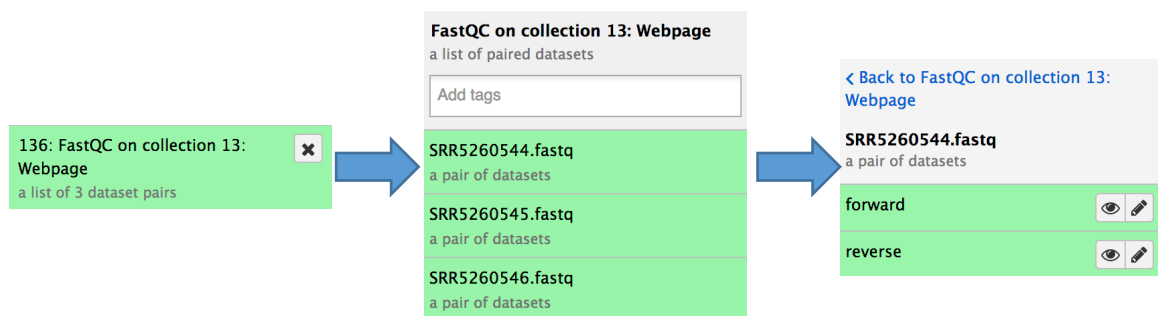 136: FastQC on collection 13:
Webpage
a list of 3 dataset pairs
FastQC on collection 13: Webpage
a list of paired datasets
Add tags
SRR5260544.fastq
a pair of datasets
SRR5260545.fastq
a pair of datasets
SRR5260546.fastq
a pair of datasets
Back to FastQC on collection 13:
Webpage
SRR5260544.fastq
a pair of datasets
forward
reverse